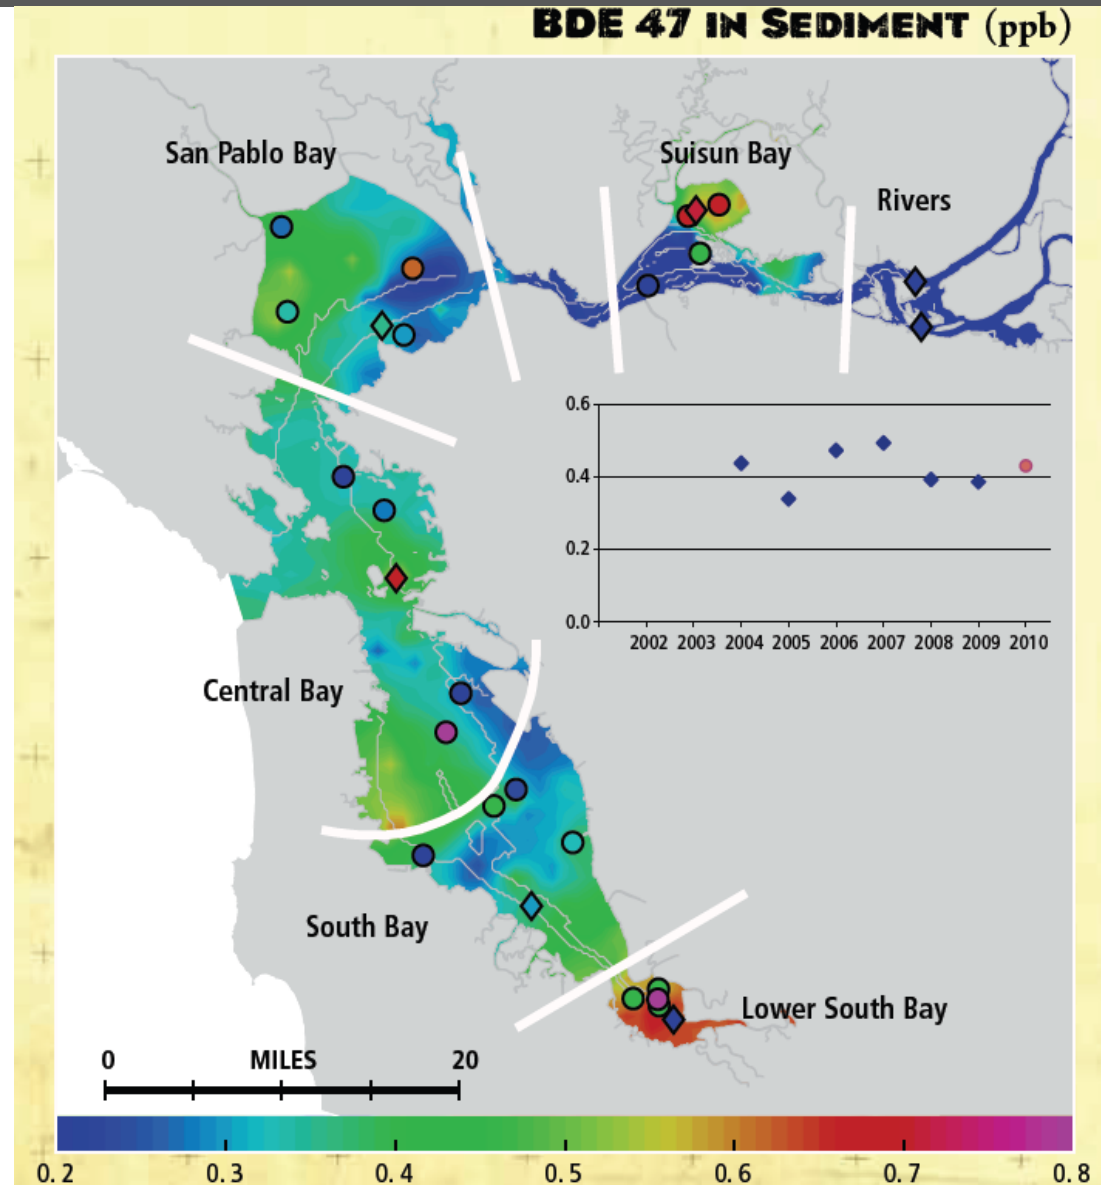 BDE 47 IN SEDIMENT (ppb)
San Pablo Bay
Suisun Bay
Rivers
0.6
0.4
0.2
0.0
2002 2003 2004 2005 2006 2007 2008 2009 2010
Central Bay
South Bay
Lower South Bay
0 MILES 20
0.2 0.3 0.4 0.5 0.6 0.7 0.8